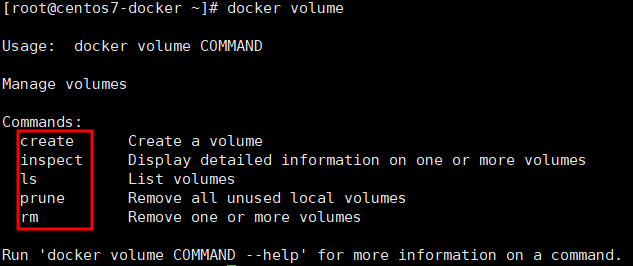 [root@centos7-docker ~]# docker volume
Usage:  docker volume COMMAND
Manage volumes
Commands:
  create      Create a volume
  inspect     Display detailed information on one or more volumes
  ls          List volumes
  prune       Remove all unused local volumes
  rm          Remove one or more volumes
Run 'docker volume COMMAND --help' for more information on a command.